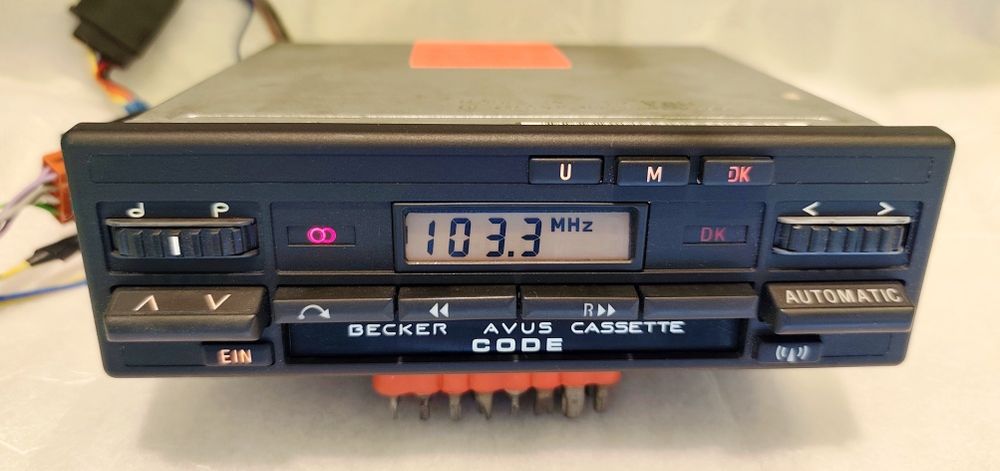 U M DK
d P
103.3 MHz
DK
< >
R
AUTOMATIC
BECKER AVUS CASSETTE
CODE
EIN